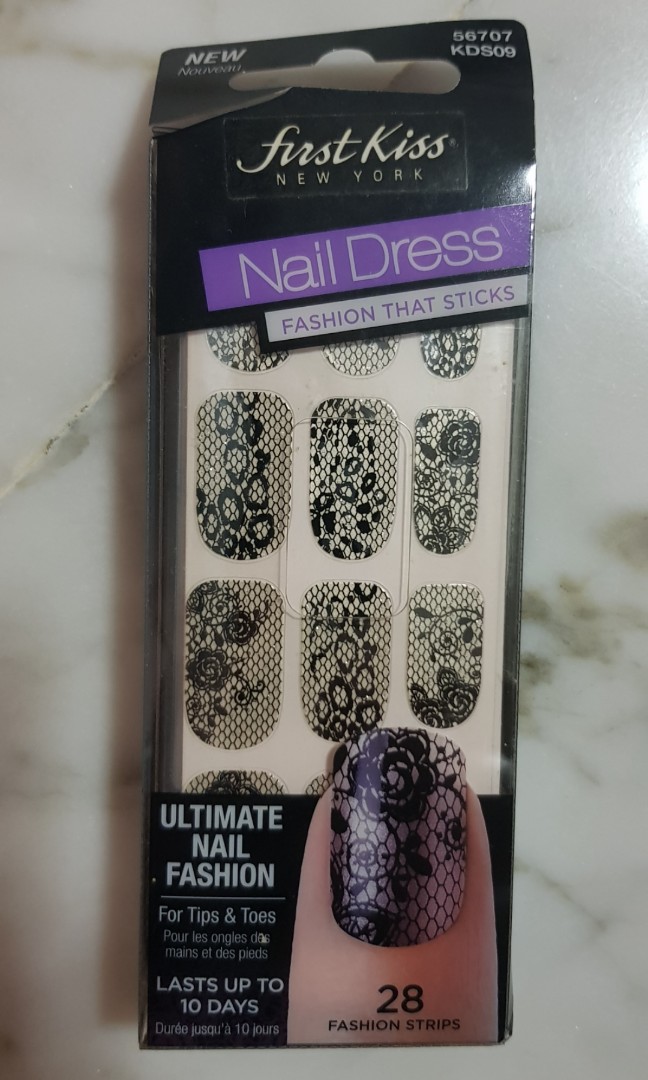 NEW
Nouveau
56707
KDS09
first Kiss®
NEW YORK
Nail Dress
FASHION THAT STICKS
ULTIMATE
NAIL
FASHION
For Tips & Toes
Pour les ongles des
mains et des pieds
LASTS UP TO
10 DAYS
Durée jusqu'à 10 jours
28
FASHION STRIPS